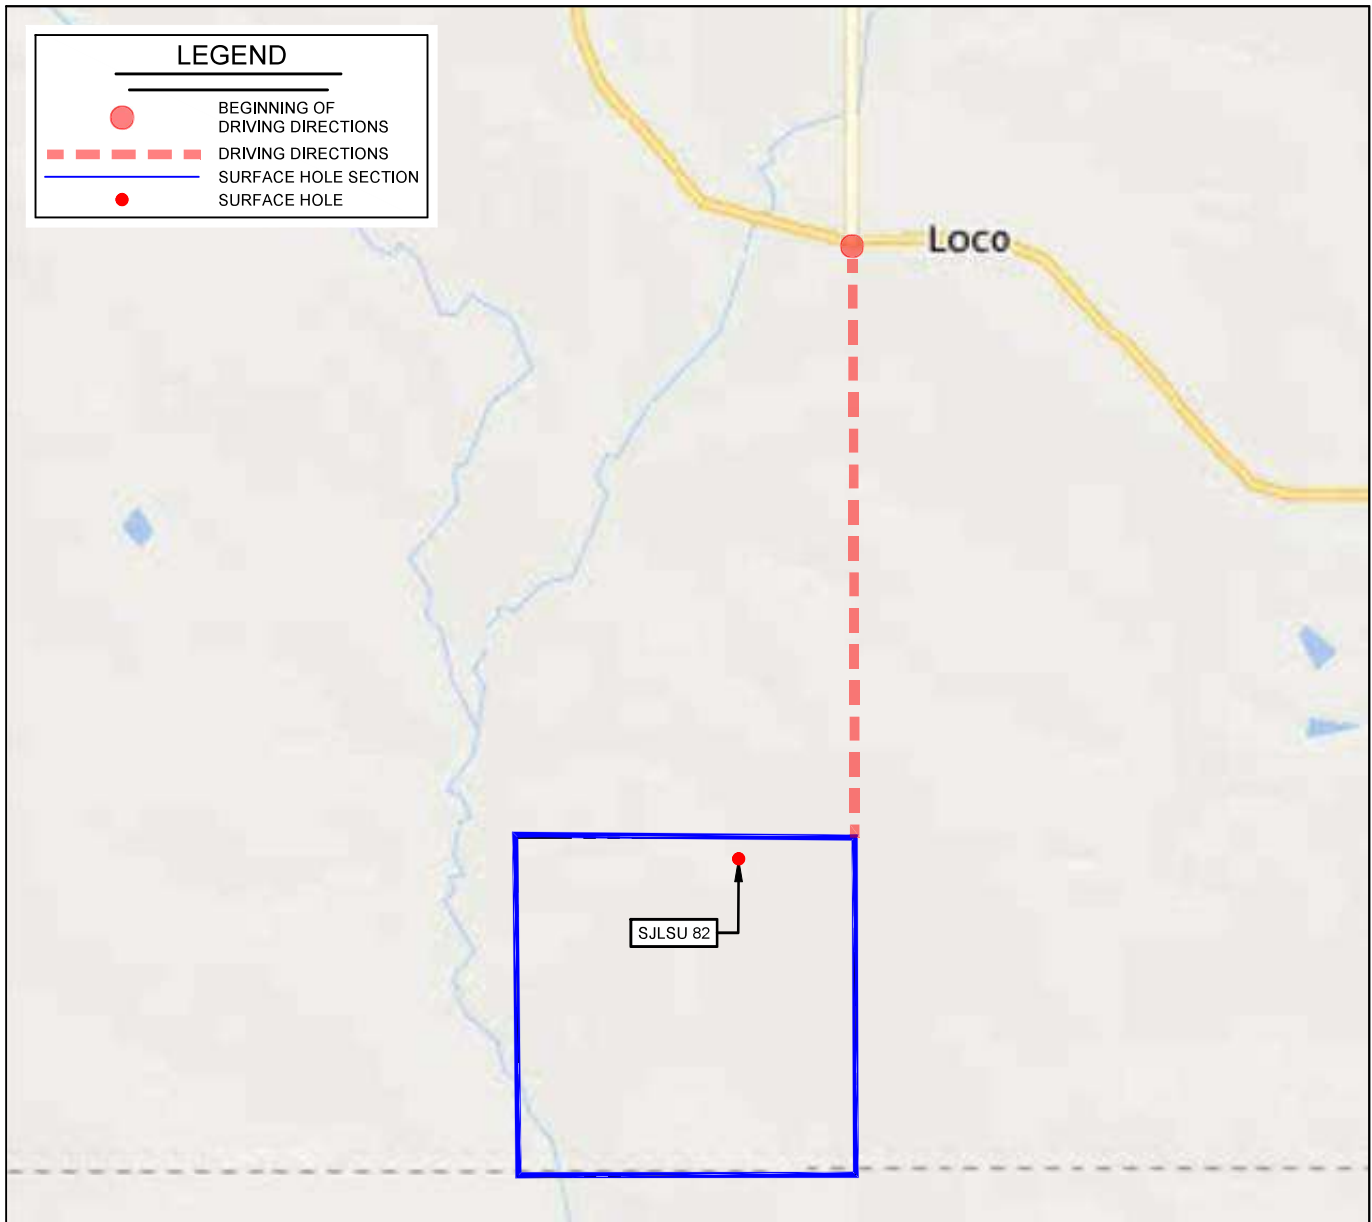 LEGEND
BEGINNING OF
DRIVING DIRECTIONS
DRIVING DIRECTIONS
SURFACE HOLE SECTION
SURFACE HOLE
Loco
SJLSU 82